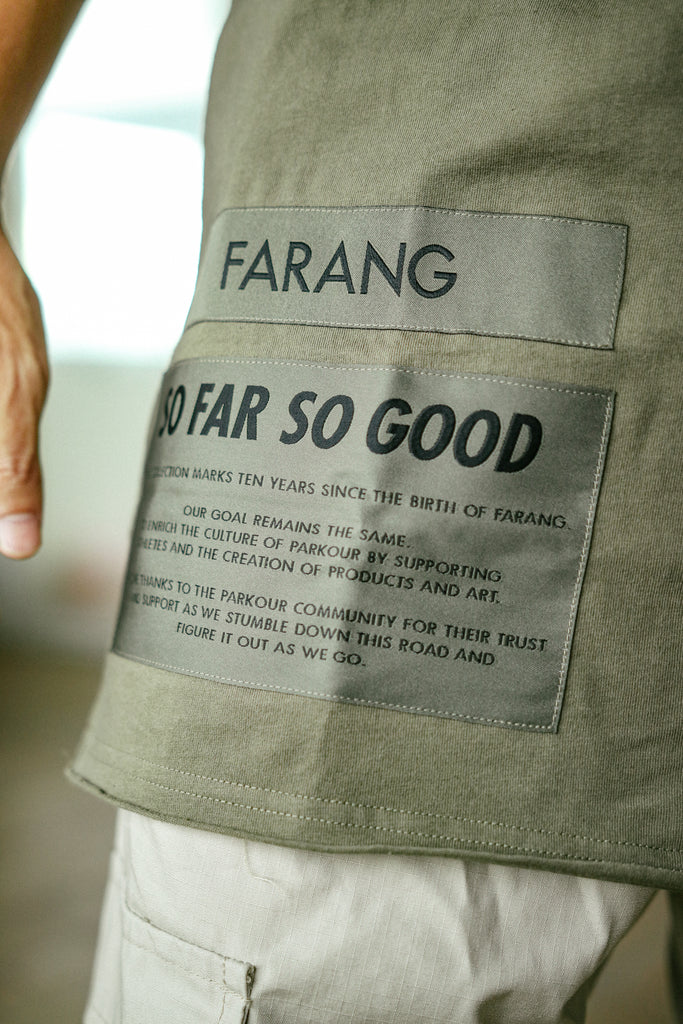 FARANG
SO FAR SO GOOD
COLLECTION MARKS TEN YEARS SINCE THE BIRTH OF FARANG.
OUR GOAL REMAINS THE SAME.
ENRICH THE CULTURE OF PARKOUR BY SUPPORTING
ATHLETES AND THE CREATION OF PRODUCTS AND ART.
THANKS TO THE PARKOUR COMMUNITY FOR THEIR TRUST
AND SUPPORT AS WE STUMBLE DOWN THIS ROAD AND
FIGURE IT OUT AS WE GO.